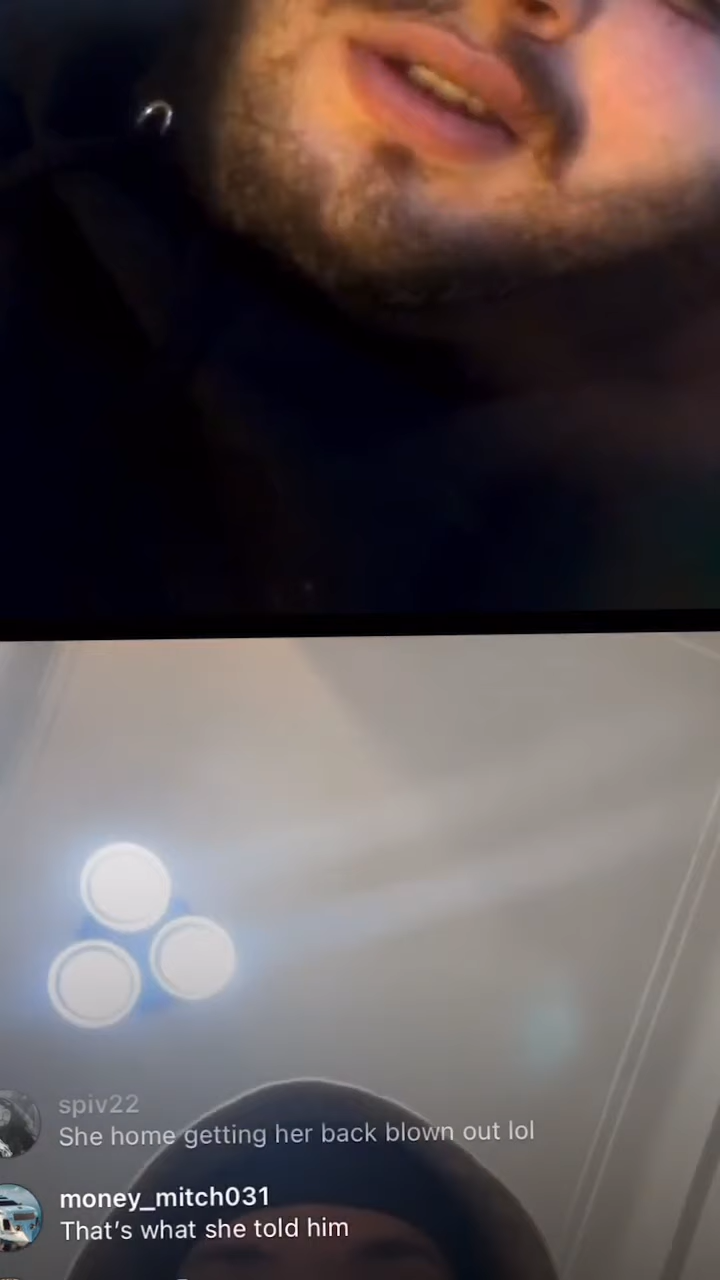 spiv22
She home getting her back blown out lol
money_mitch031
That's what she told him